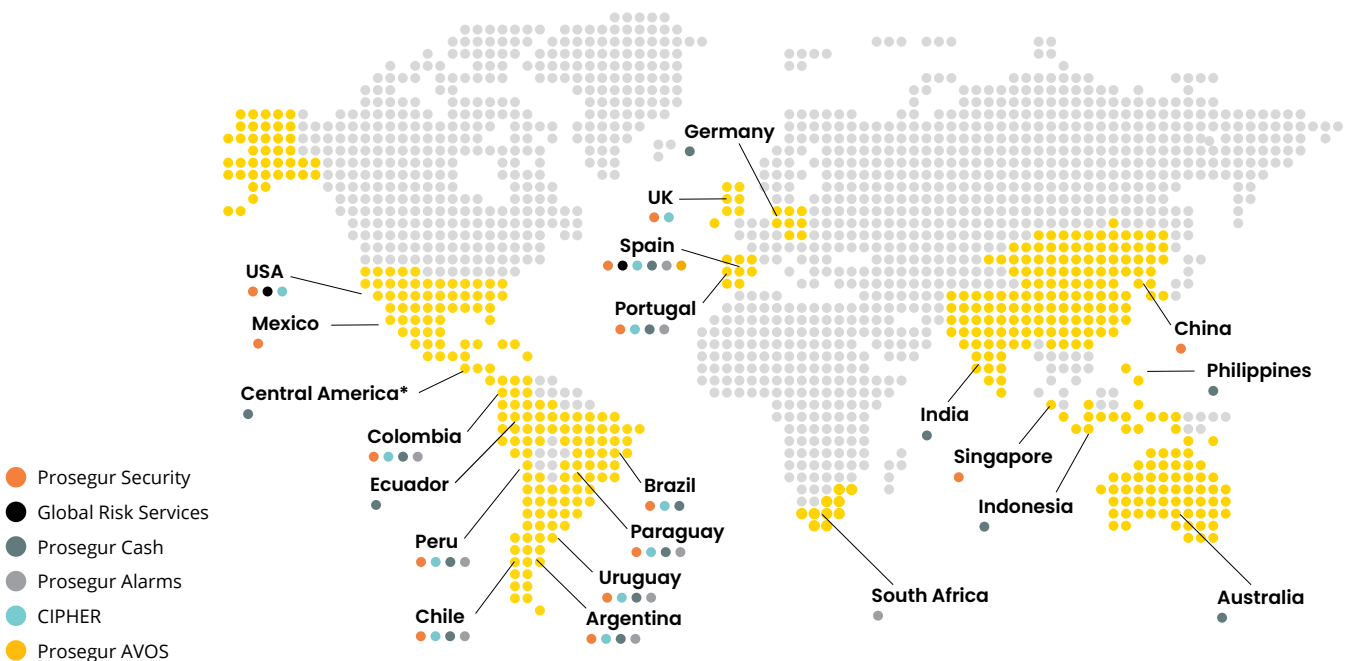 Germany
UK
Spain
Portugal
USA
Mexico
Central America*
Colombia
Ecuador
Peru
Chile
Brazil
Paraguay
Uruguay
Argentina
China
Philippines
India
Singapore
Indonesia
South Africa
Australia
Prosegur Security
Global Risk Services
Prosegur Cash
Prosegur Alarms
CIPHER
Prosegur AVOS